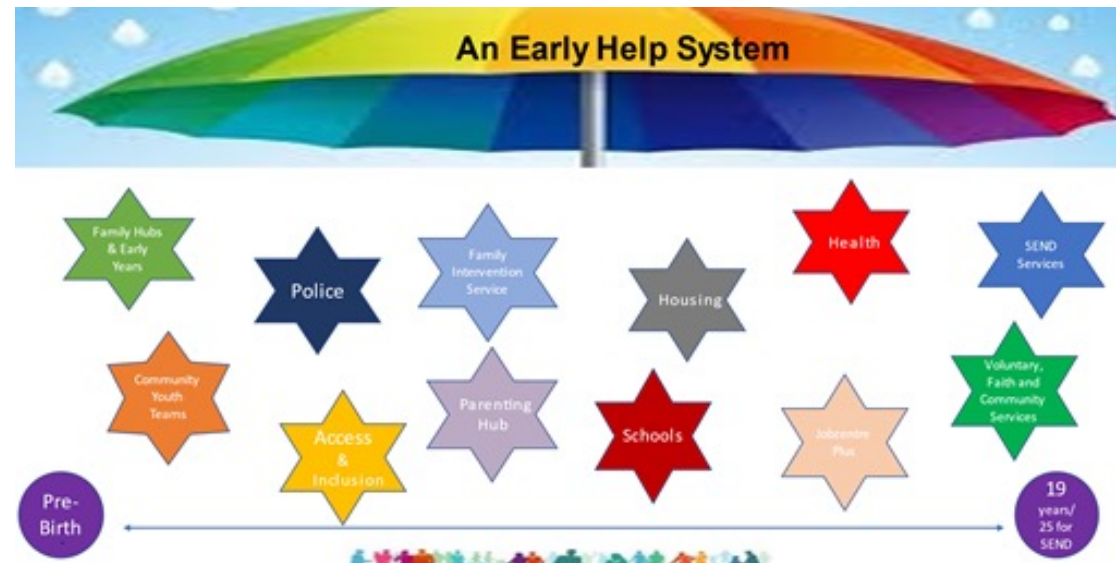 An Early Help System
Family Hubs
& Early
Years
Police
Family
Intervention
Service
Housing
Health
SEND
Services
Community
Youth
Teams
Access
&
Inclusion
Parenting
Hub
Schools
Jobcentre
Plus
Voluntary,
Faith and
Community
Services
Pre-
Birth
19
years/
25 for
SEND